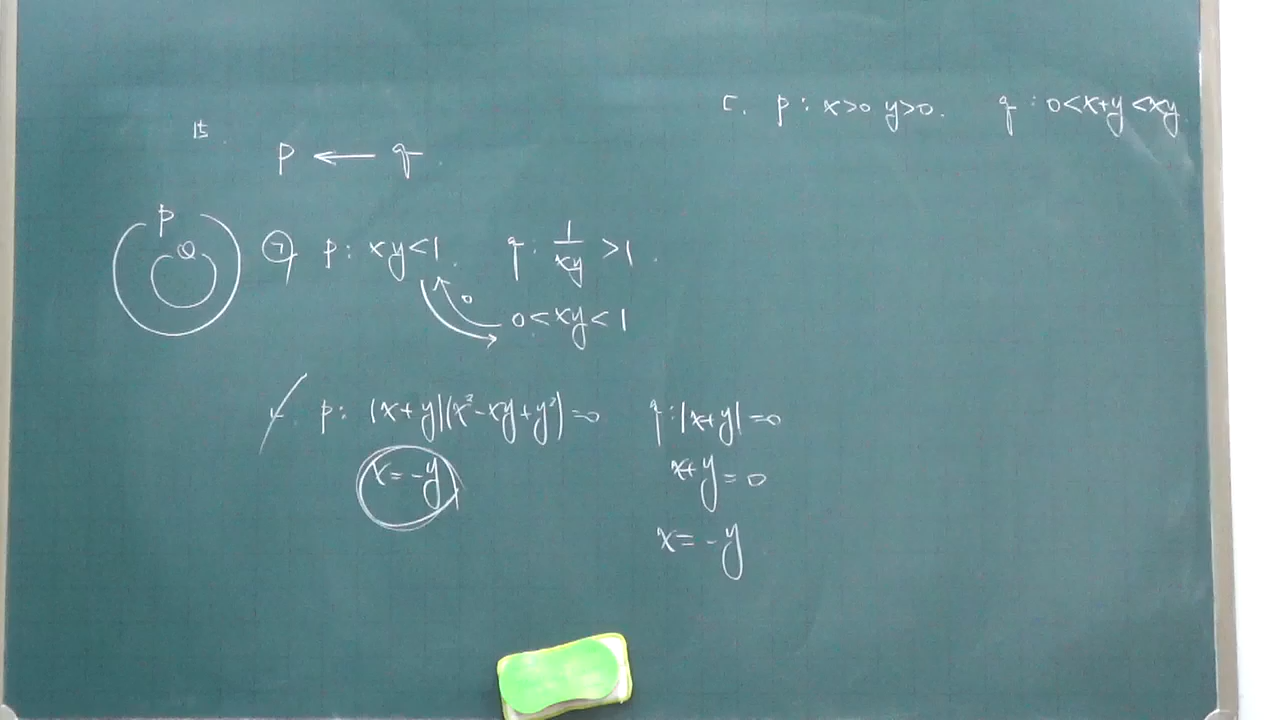 ㄷ. p : x>0 y>0. q : 0<x+y<xy.
15.
p ← q.
P
Q
ㄱ p : xy<1. q : 1/xy >1.
0
0<xy<1
ㄴ. p : |x+y|(x²-xy+y²)=0 q : |x+y|=0
x=-y x+y=0
x=-y